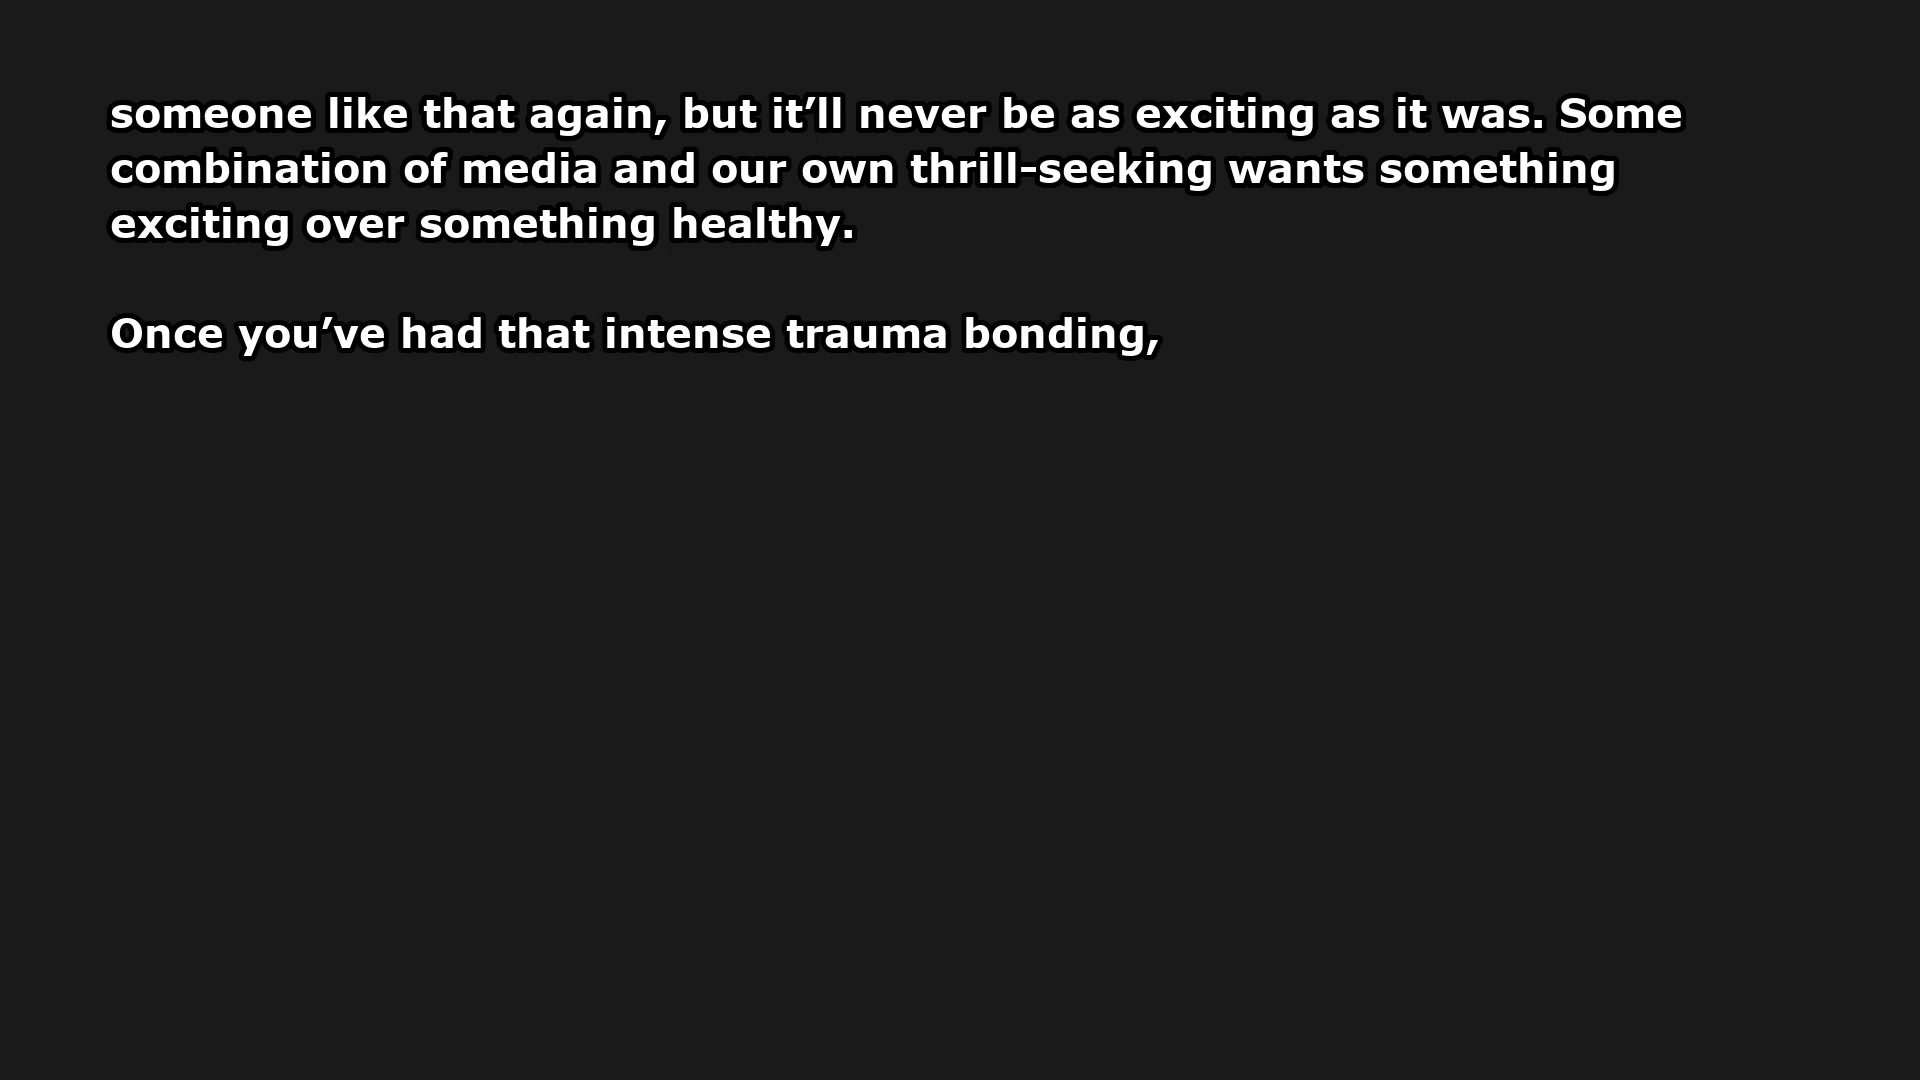 someone like that again, but it’ll never be as exciting as it was. Some
combination of media and our own thrill-seeking wants something
exciting over something healthy.
Once you’ve had that intense trauma bonding,